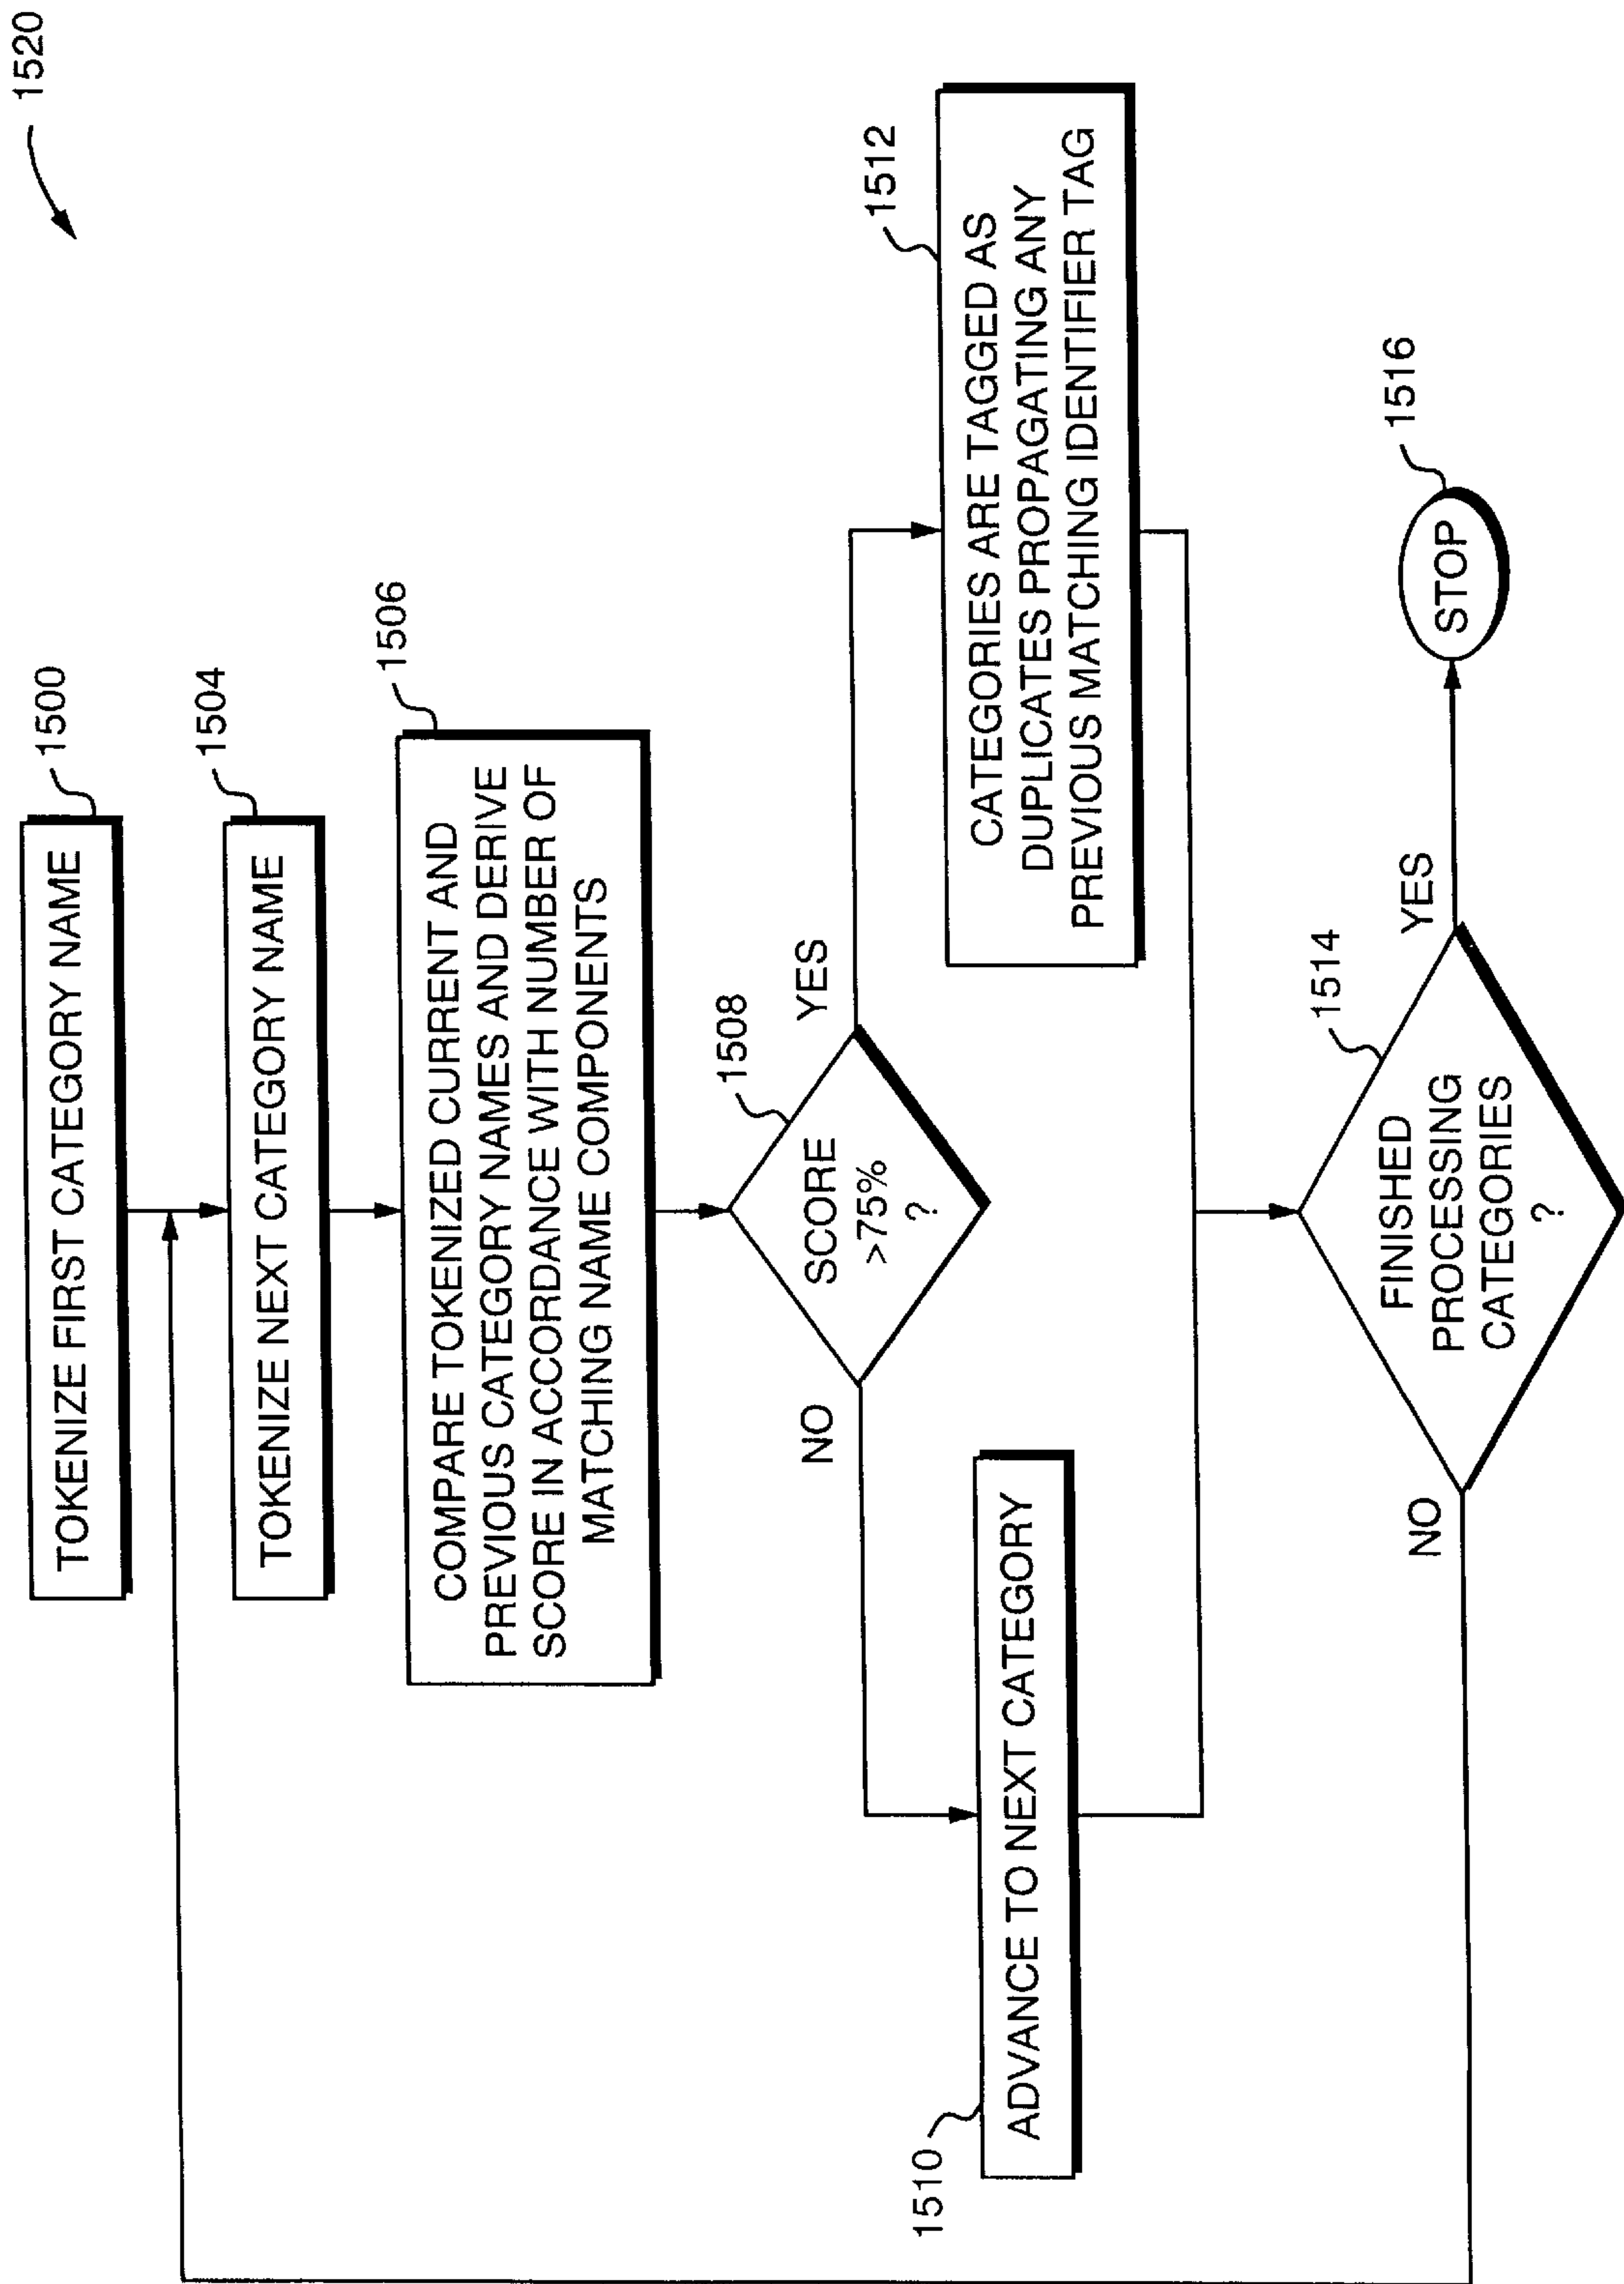 1520
TOKENIZE FIRST CATEGORY NAME
1500
TOKENIZE NEXT CATEGORY NAME
1504
COMPARE TOKENIZED CURRENT AND
PREVIOUS CATEGORY NAMES AND DERIVE
SCORE IN ACCORDANCE WITH NUMBER OF
MATCHING NAME COMPONENTS
1506
SCORE
>75%
?
1508
NO
YES
1510
ADVANCE TO NEXT CATEGORY
CATEGORIES ARE TAGGED AS
DUPLICATES PROPAGATING ANY
PREVIOUS MATCHING IDENTIFIER TAG
1512
FINISHED
PROCESSING
CATEGORIES
?
1514
NO
YES
STOP
1516